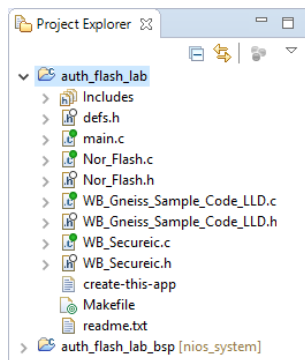 Project Explorer
auth_flash_lab
Includes
defs.h
main.c
Nor_Flash.c
Nor_Flash.h
WB_Gneiss_Sample_Code_LLD.c
WB_Gneiss_Sample_Code_LLD.h
WB_Secureic.c
WB_Secureic.h
create-this-app
Makefile
readme.txt
auth_flash_lab_bsp [nios_system]